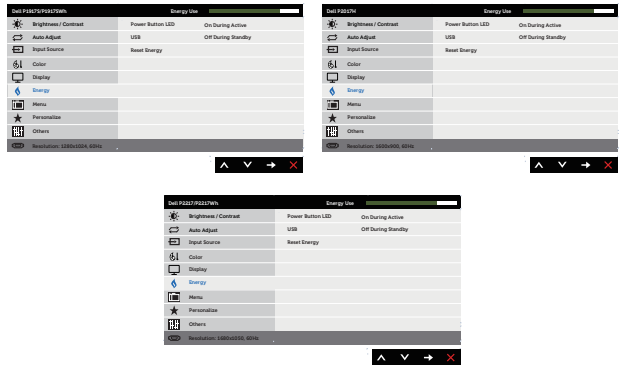 Dell P1917S/P1917SWh Energy Use
Brightness / Contrast Power Button LED On During Active
Auto Adjust USB Off During Standby
Input Source Reset Energy
Color
Display
Energy
Menu
Personalize
Others
Resolution: 1280x1024, 60Hz
Dell P2017H Energy Use
Brightness / Contrast Power Button LED On During Active
Auto Adjust USB Off During Standby
Input Source Reset Energy
Color
Display
Energy
Menu
Personalize
Others
Resolution: 1600x900, 60Hz
Dell P2217/P2217Wh Energy Use
Brightness / Contrast Power Button LED On During Active
Auto Adjust USB Off During Standby
Input Source Reset Energy
Color
Display
Energy
Menu
Personalize
Others
Resolution: 1680x1050, 60Hz